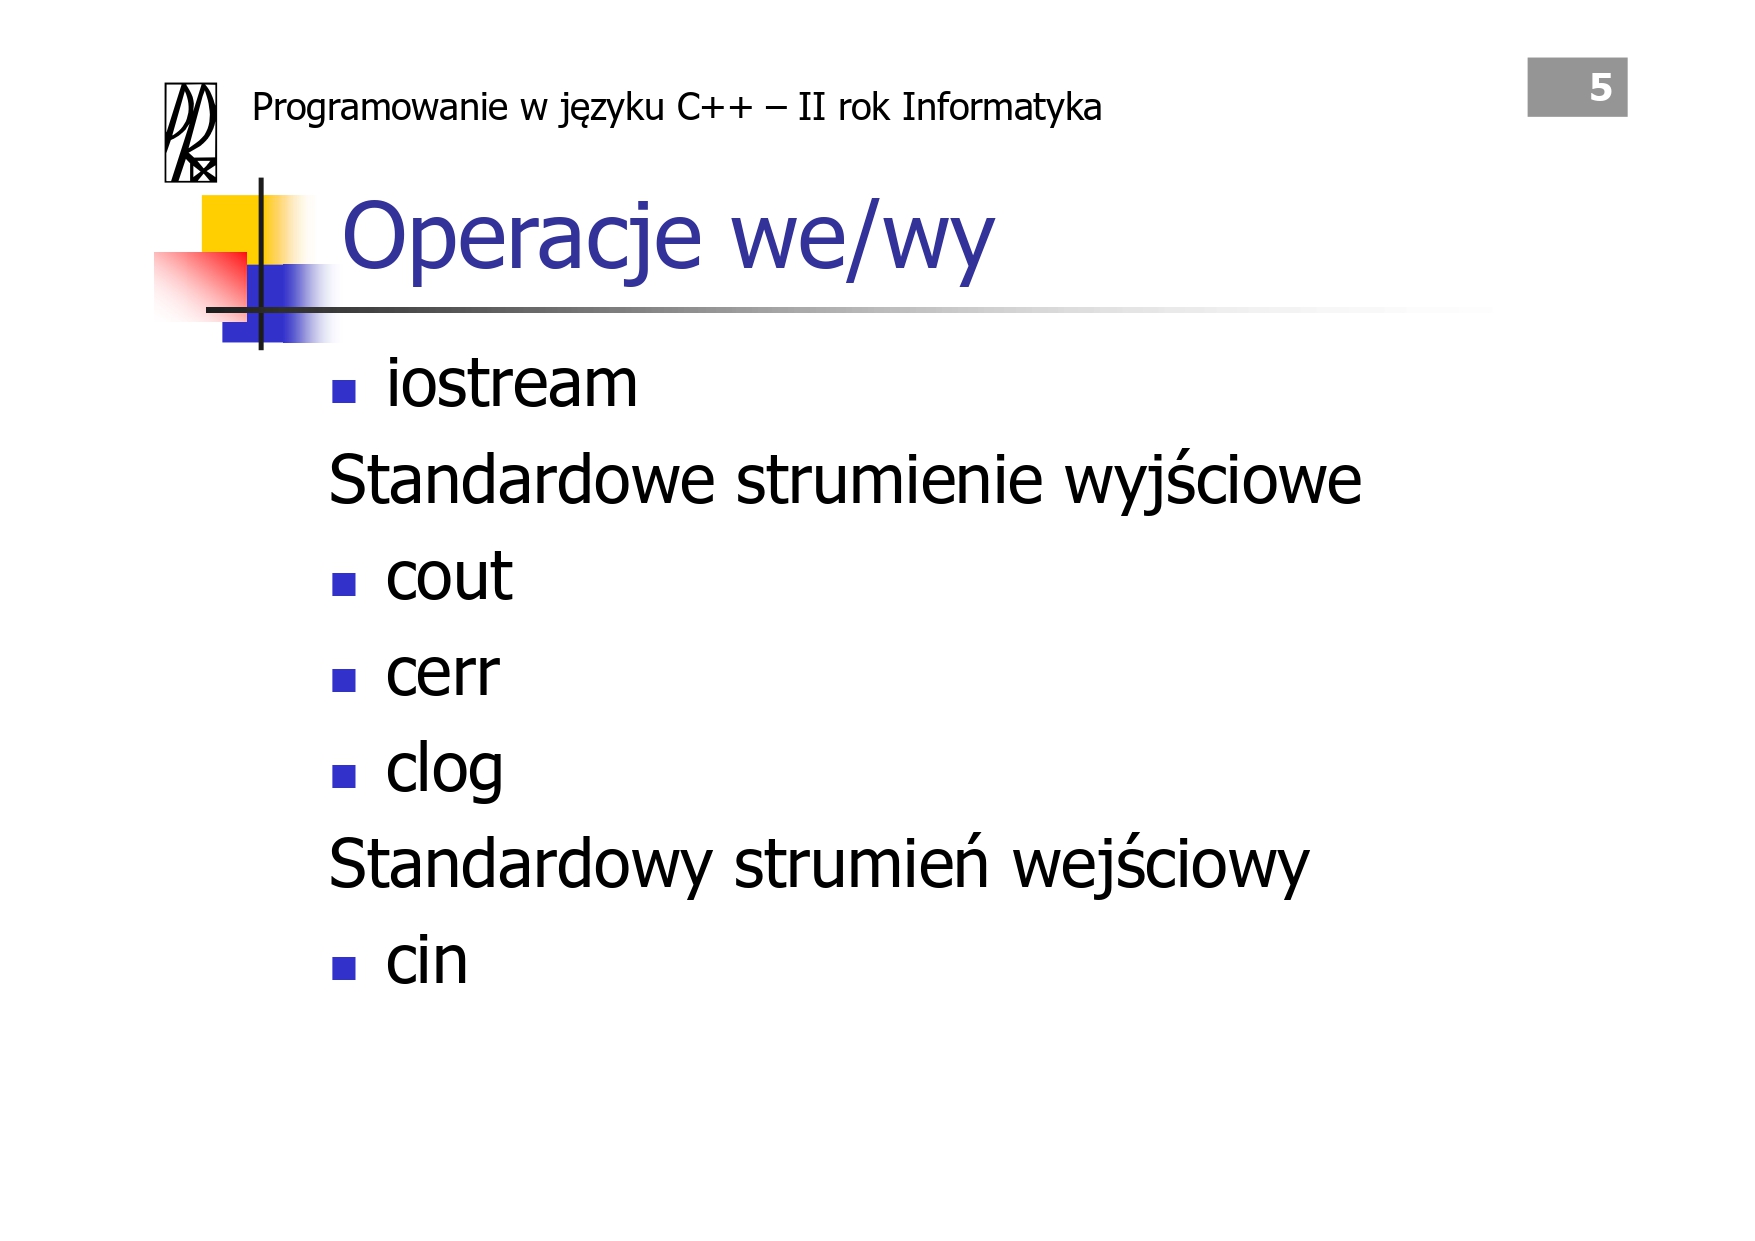 Programowanie w języku C++ – II rok Informatyka
5
Operacje we/wy
iostream
Standardowe strumienie wyjściowe
cout
cerr
clog
Standardowy strumień wejściowy
cin